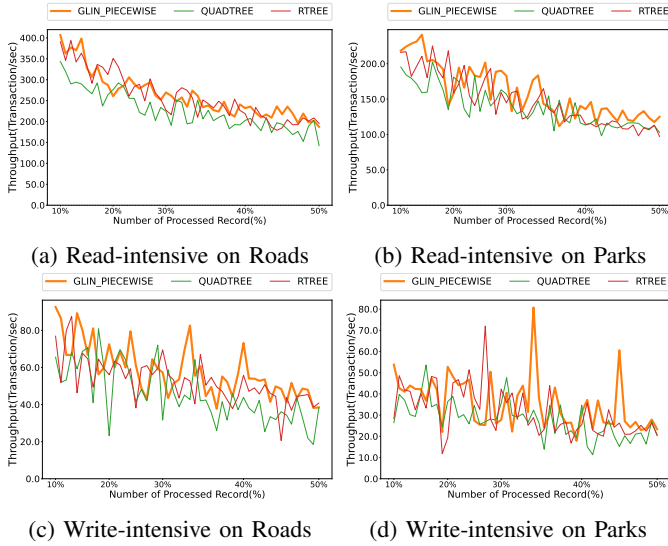 GLIN_PIECEWISE QUADTREE RTREE
400.0
350.0
300.0
250.0
200.0
150.0
100.0
50.0
0.0
Throughput(Transaction/sec)
10% 20% 30% 40% 50%
Number of Processed Record(%)
(a) Read-intensive on Roads
GLIN_PIECEWISE QUADTREE RTREE
200.0
150.0
100.0
50.0
0.0
Throughput(Transaction/sec)
10% 20% 30% 40% 50%
Number of Processed Record(%)
(b) Read-intensive on Parks
GLIN_PIECEWISE QUADTREE RTREE
80.0
60.0
40.0
20.0
0.0
Throughput(Transaction/sec)
10% 20% 30% 40% 50%
Number of Processed Record(%)
(c) Write-intensive on Roads
GLIN_PIECEWISE QUADTREE RTREE
80.0
70.0
60.0
50.0
40.0
30.0
20.0
10.0
0.0
Throughput(Transaction/sec)
10% 20% 30% 40% 50%
Number of Processed Record(%)
(d) Write-intensive on Parks